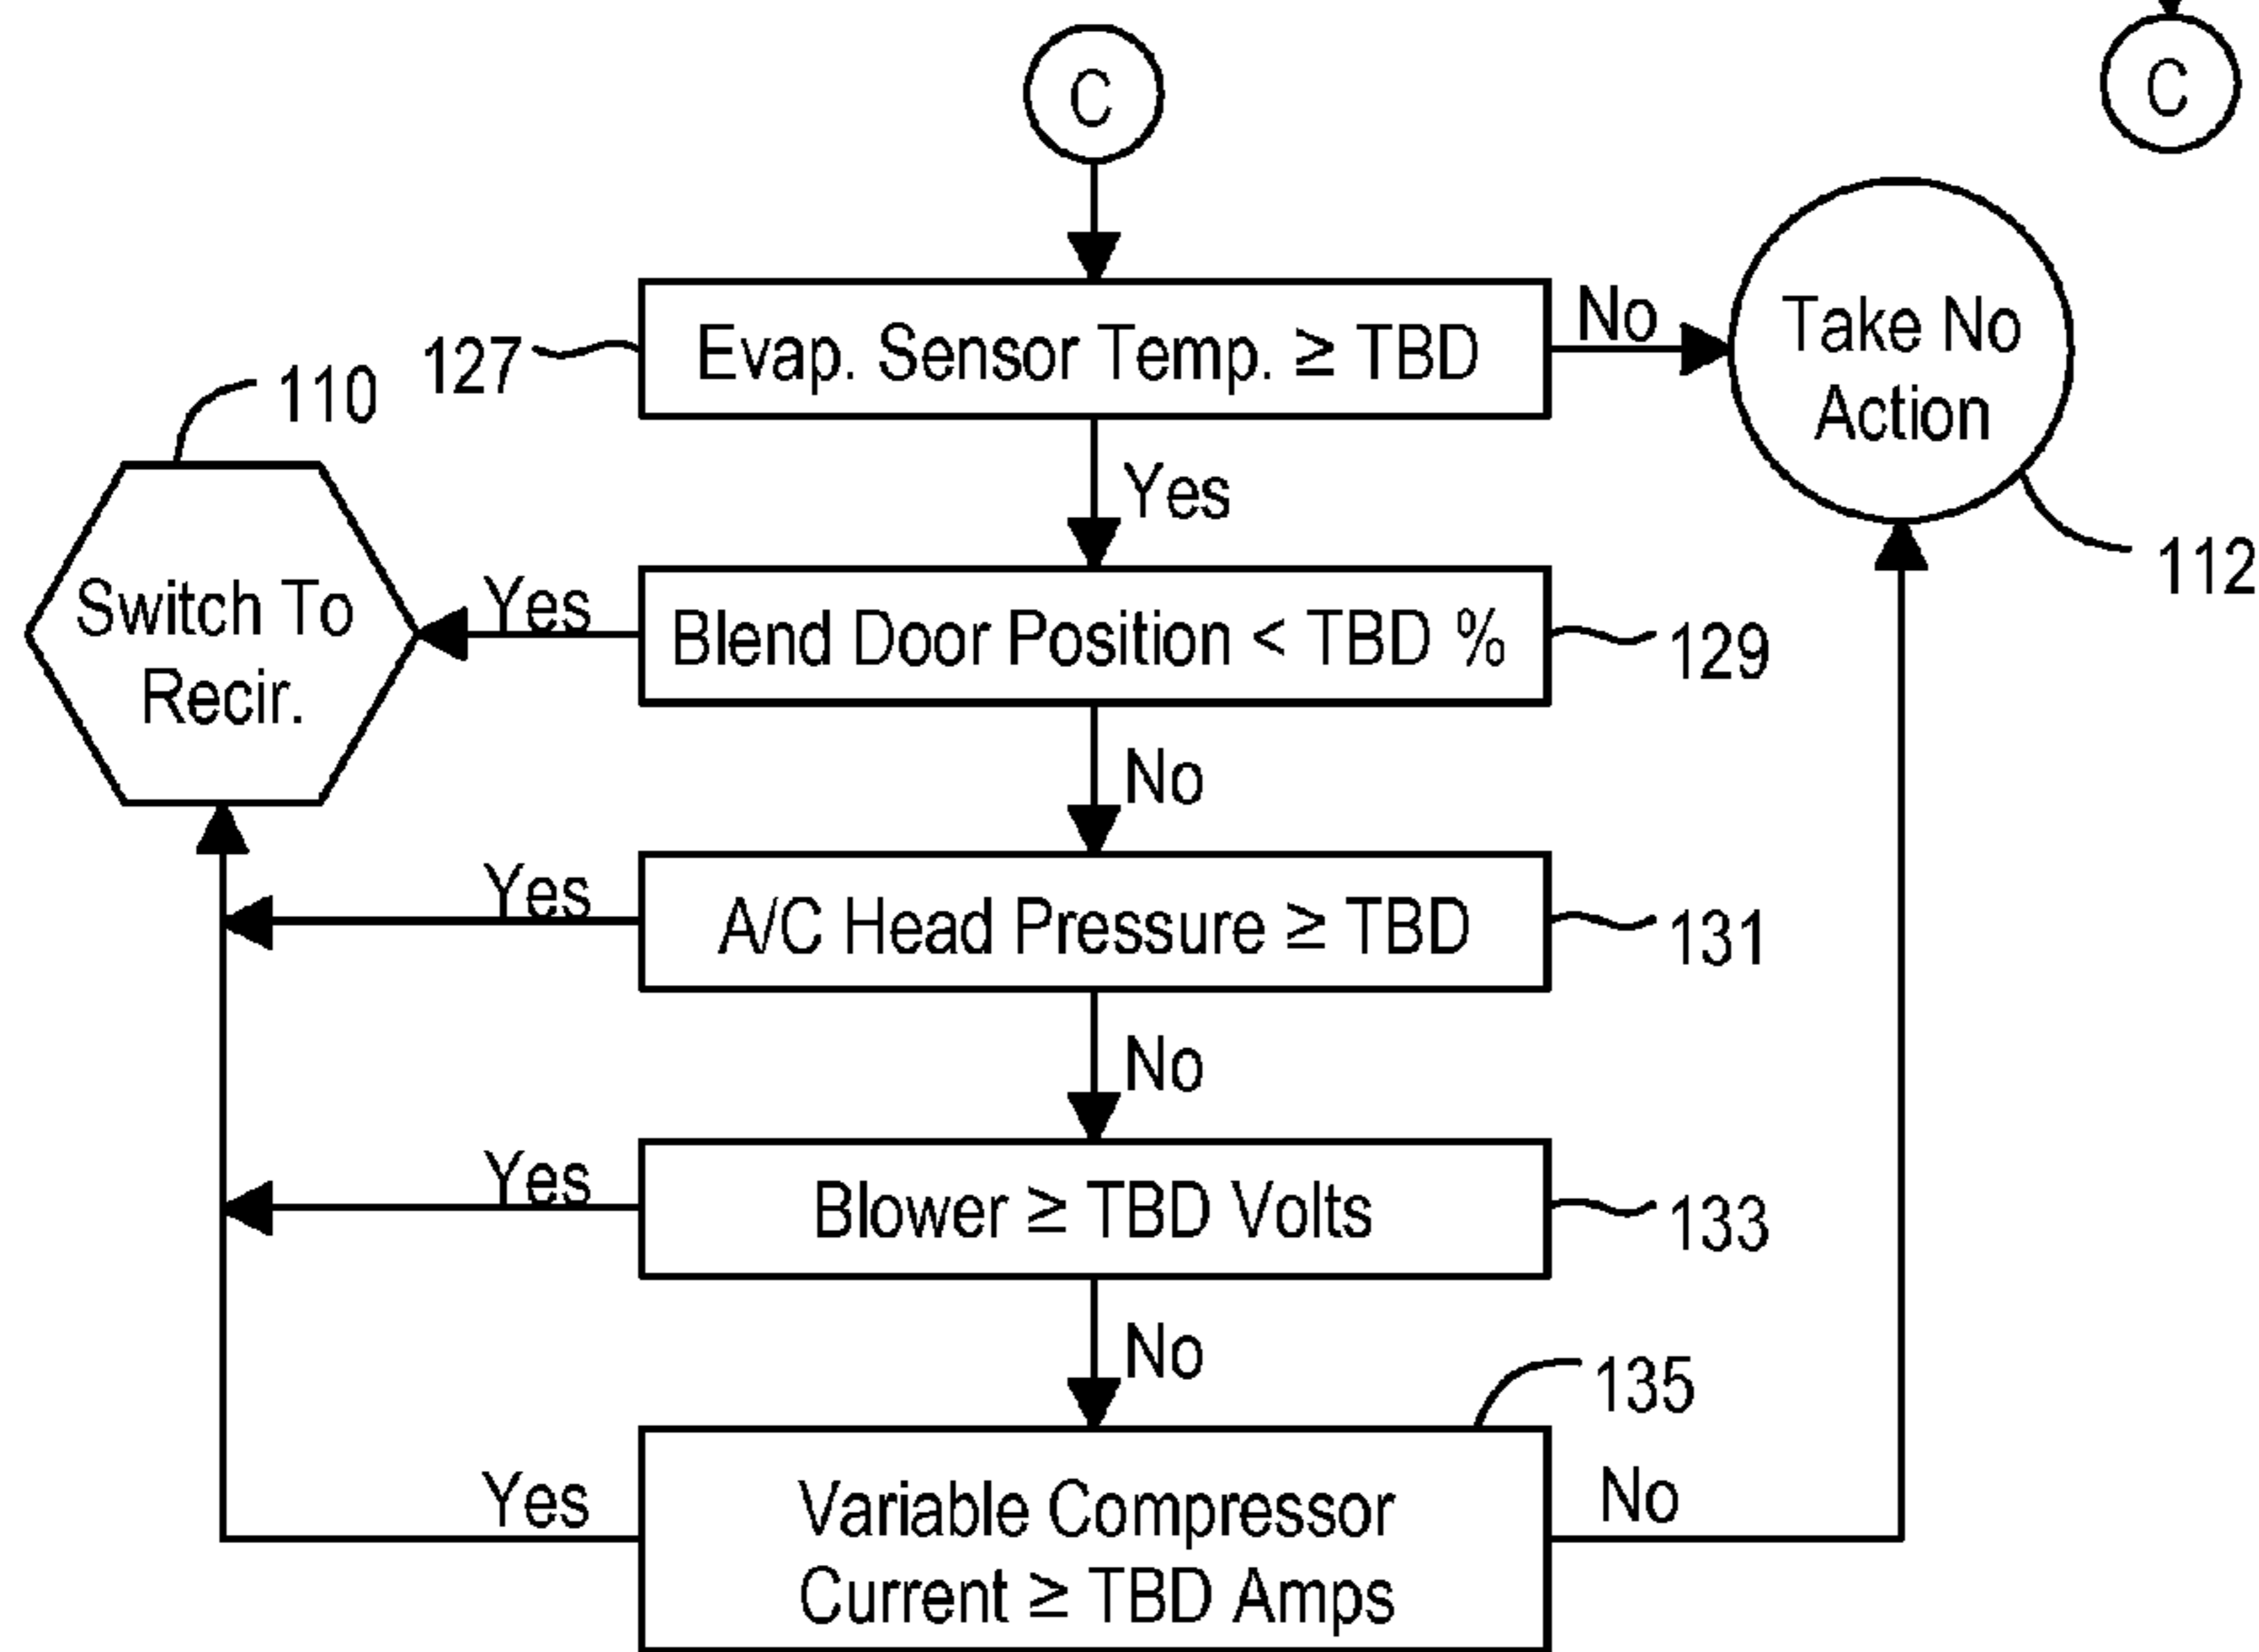 C
C
Evap. Sensor Temp. ≥ TBD
No
Take No
Action
127
110
Yes
112
Switch To
Recir.
Yes
Blend Door Position < TBD %
129
No
Yes
A/C Head Pressure ≥ TBD
131
No
Yes
Blower ≥ TBD Volts
133
No
135
Yes
Variable Compressor
Current ≥ TBD Amps
No